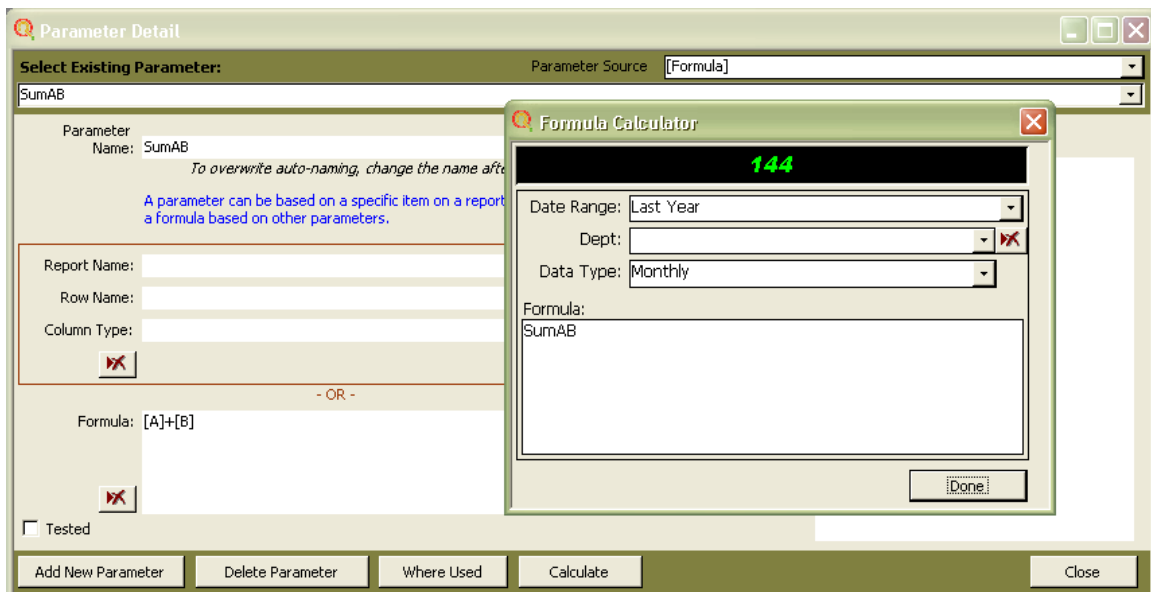 Parameter Detail
Select Existing Parameter:
Parameter Source [Formula]
SumAB
Parameter
Name: SumAB
To overwrite auto-naming, change the name afte
A parameter can be based on a specific item on a report
a formula based on other parameters.
Report Name:
Row Name:
Column Type:
- OR -
Formula: [A]+[B]
Tested
Add New Parameter
Delete Parameter
Where Used
Calculate
Close
Formula Calculator
144
Date Range: Last Year
Dept:
Data Type: Monthly
Formula:
SumAB
Done